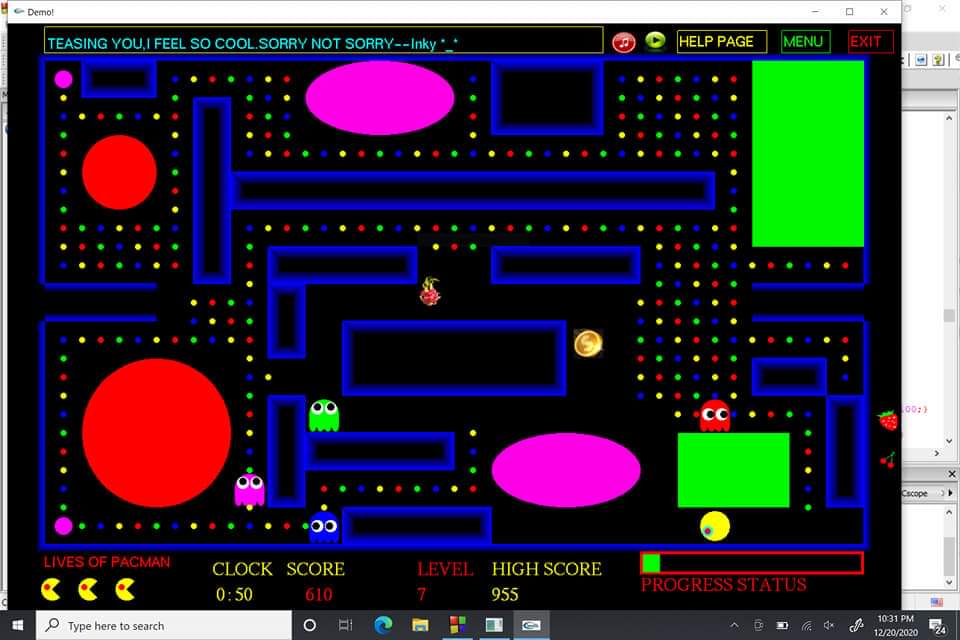 Demo!
TEASING YOU,I FEEL SO COOL.SORRY NOT SORRY--Inky *_*
HELP PAGE
MENU
EXIT
00;)
Cscope
LIVES OF PACMAN
CLOCK SCORE LEVEL HIGH SCORE
0:50 610 7 955
PROGRESS STATUS
Type here to search
10:31 PM
12/20/2020
24